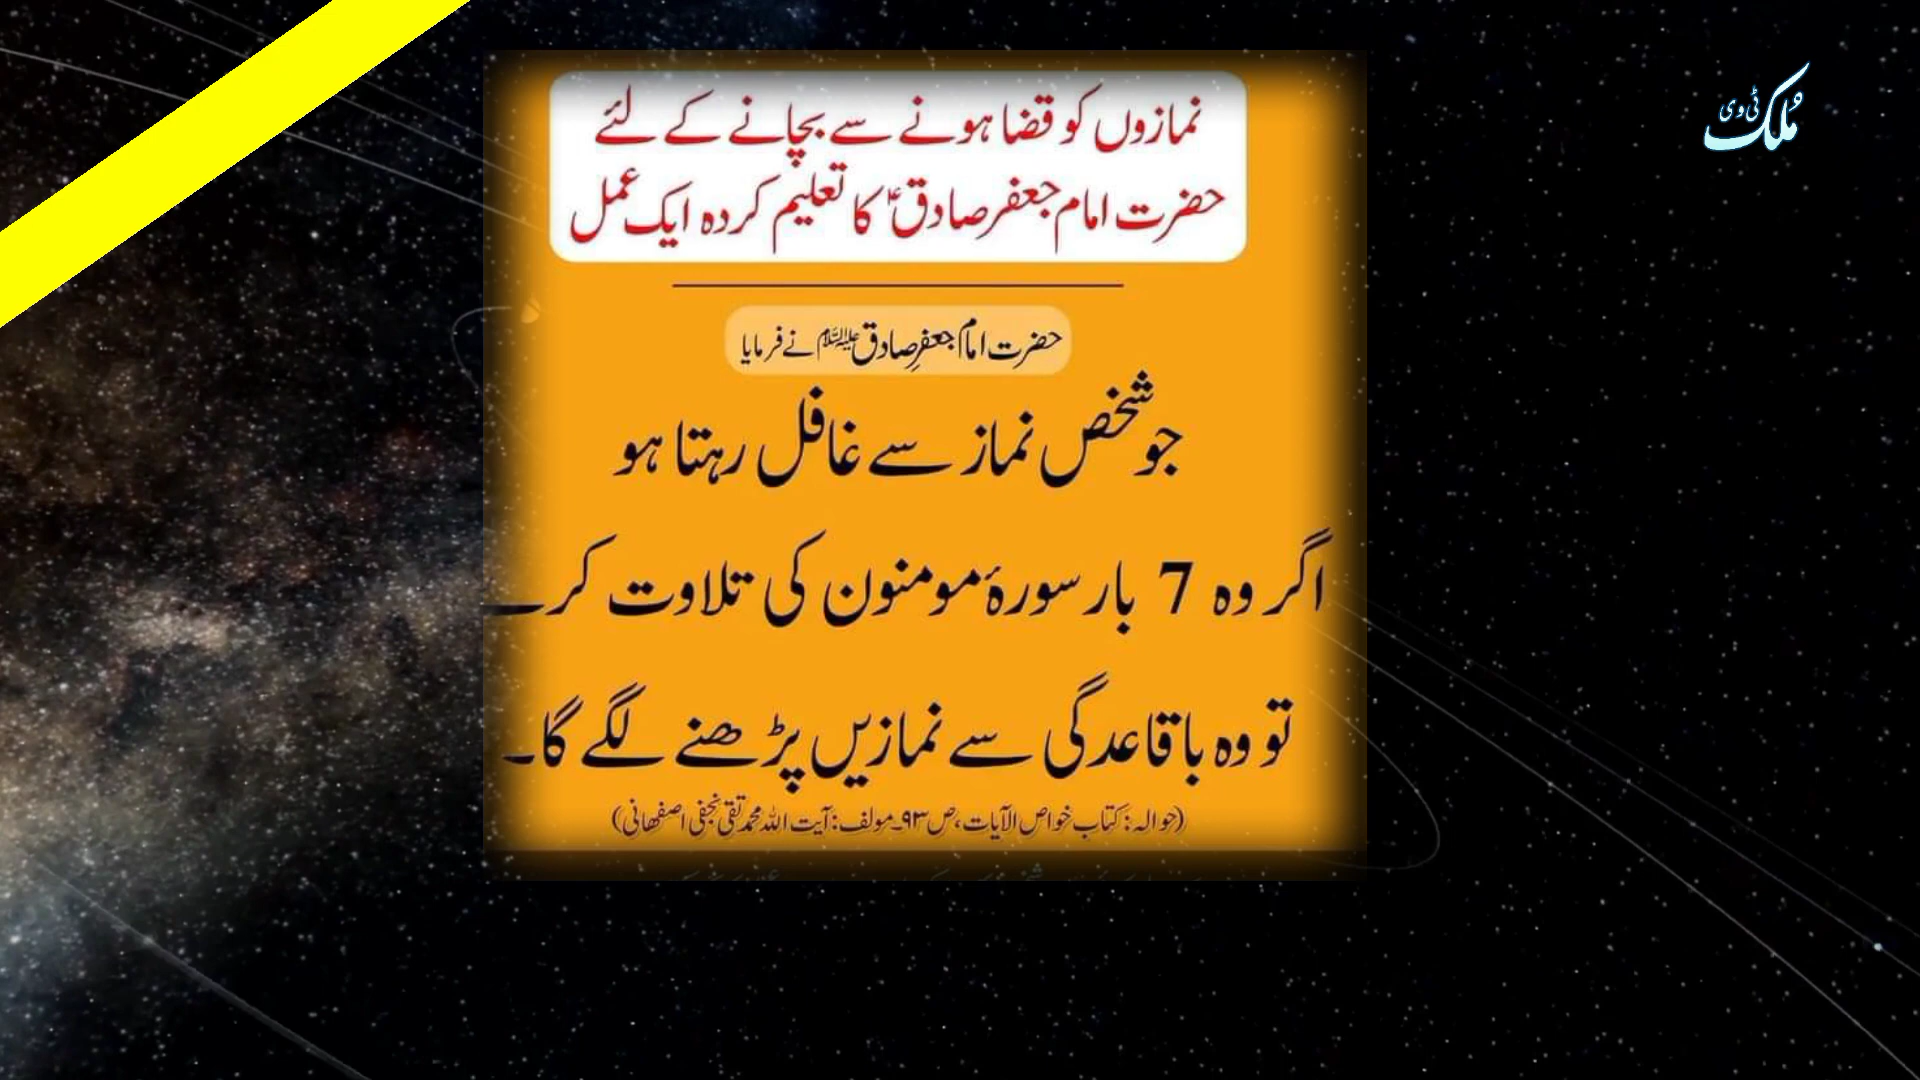 مُلک ٹی وی
نمازوں کو قضا ہونے سے بچانے کے لئے
حضرت امام جعفر صادقؑ کا تعلیم کردہ ایک عمل
حضرت امام جعفرِ صادق علیہ السلام نے فرمایا
جو شخص نماز سے غافل رہتا ہو
اگر وہ 7 بار سورۂ مومنون کی تلاوت کرے
تو وہ باقاعدگی سے نمازیں پڑھنے لگے گا۔
(حوالہ: کتاب خواص الآیات، ص ۹۳۔ مولف: آیت اللہ محمد تقی نجفی اصفہانی)